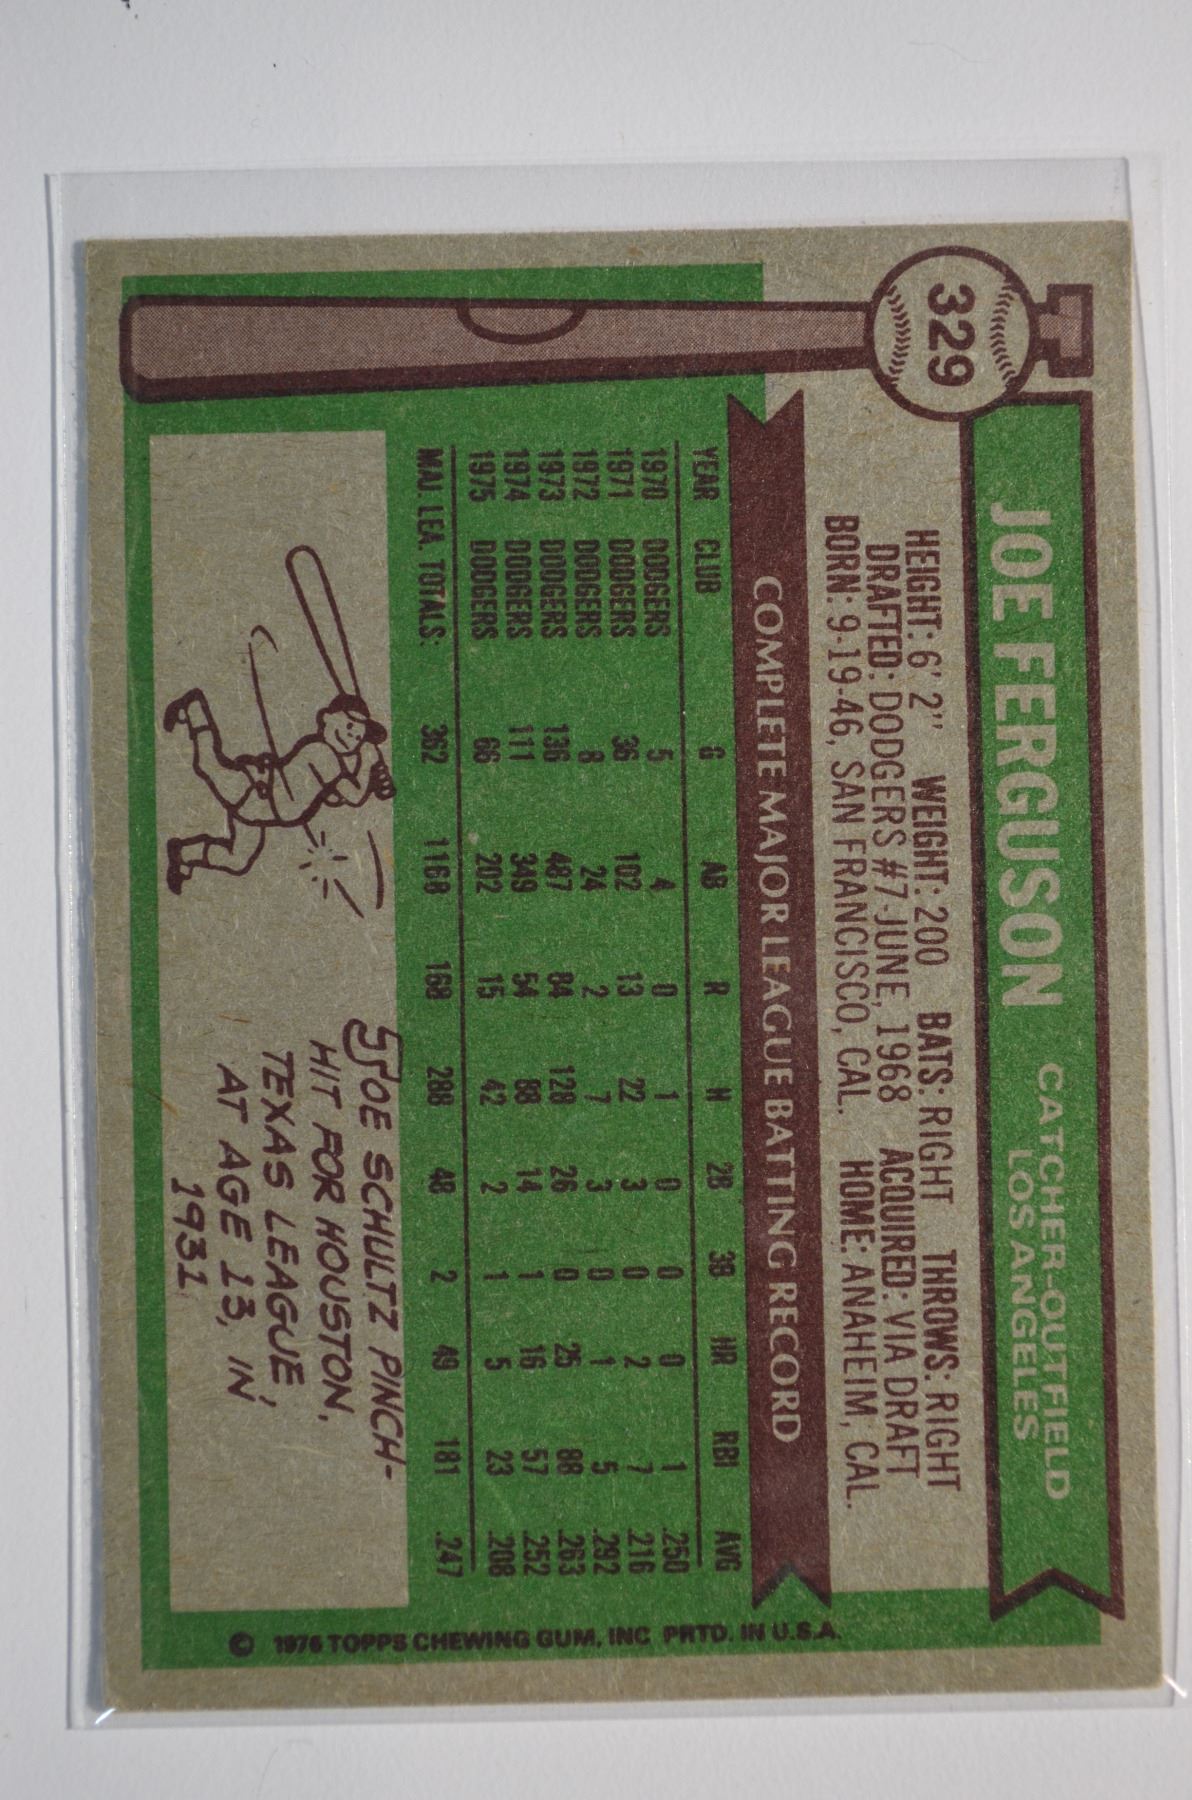 329
JOE FERGUSON CATCHER-OUTFIELD
LOS ANGELES
HEIGHT: 6' 2" WEIGHT: 200 BATS: RIGHT THROWS: RIGHT
DRAFTED: DODGERS #7-JUNE, 1968 ACQUIRED: VIA DRAFT
BORN: 9-19-46, SAN FRANCISCO, CAL. HOME: ANAHEIM, CAL.
COMPLETE MAJOR LEAGUE BATTING RECORD
YEAR CLUB G AB R H 2B 3B HR RBI AVG
1970 DODGERS 5 4 0 1 0 0 0 1 .250
1971 DODGERS 36 102 13 22 3 0 2 7 .216
1972 DODGERS 8 24 2 7 3 0 1 5 .292
1973 DODGERS 136 487 84 128 26 0 25 88 .263
1974 DODGERS 111 349 54 88 14 1 16 57 .252
1975 DODGERS 66 202 15 42 2 1 5 23 .208
MAJ. LEA. TOTALS: 362 1168 168 288 48 2 49 181 .247
JOE SCHULTZ PINCH-
HIT FOR HOUSTON,
TEXAS LEAGUE,
AT AGE 13, IN
1931
© 1976 TOPPS CHEWING GUM, INC PRTD. IN U.S.A.